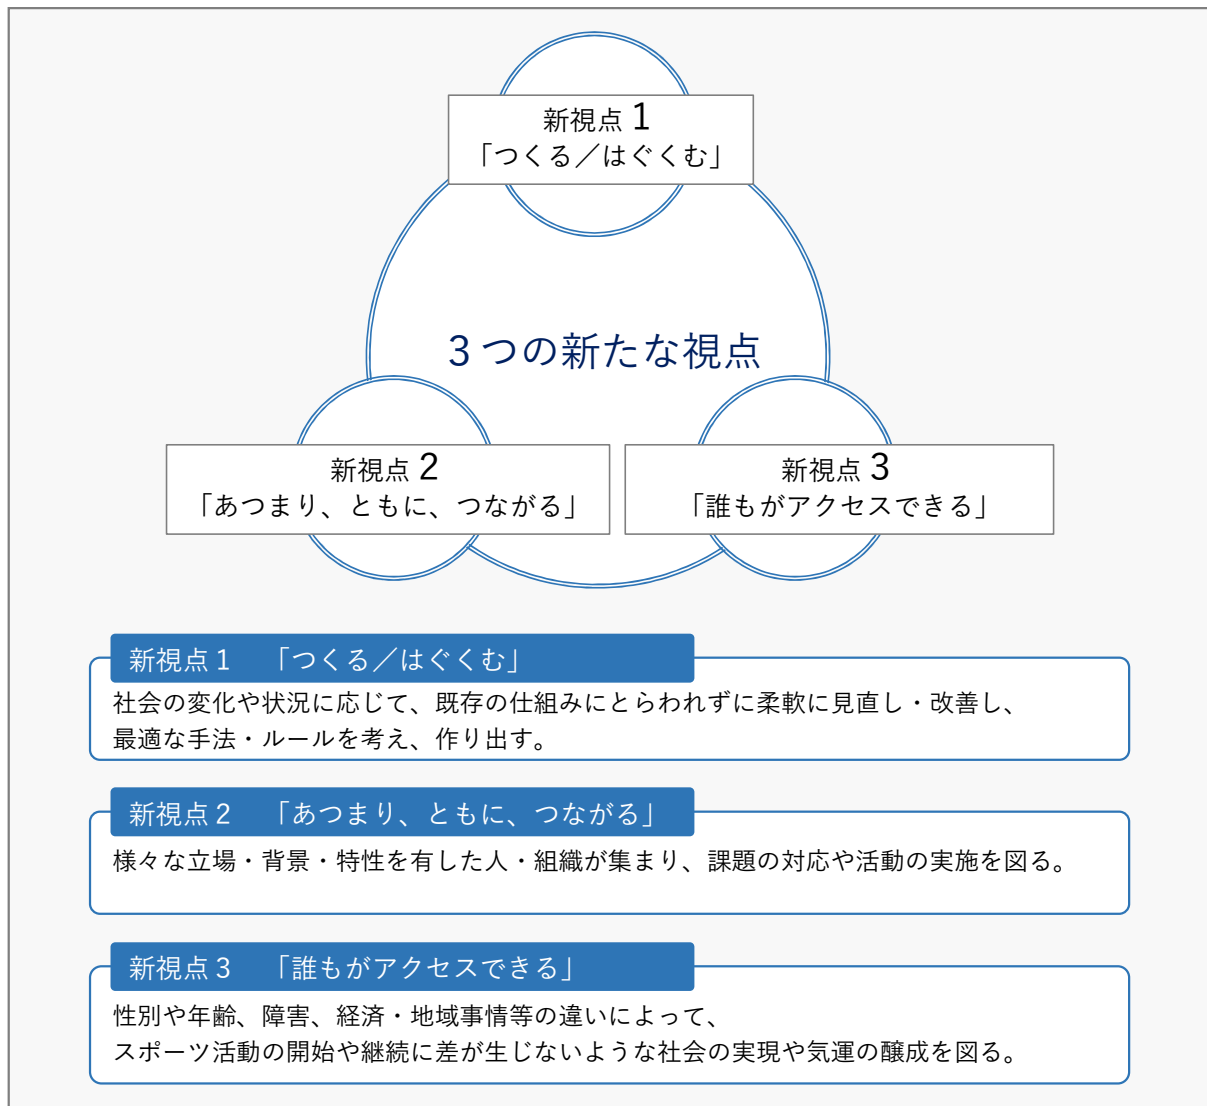 新視点 1
「つくる／はぐくむ」
3つの新たな視点
新視点 2
「あつまり、ともに、つながる」
新視点 3
「誰もがアクセスできる」
新視点1　「つくる／はぐくむ」
社会の変化や状況に応じて、既存の仕組みにとらわれずに柔軟に見直し・改善し、
最適な手法・ルールを考え、作り出す。
新視点2　「あつまり、ともに、つながる」
様々な立場・背景・特性を有した人・組織が集まり、課題の対応や活動の実施を図る。
新視点3　「誰もがアクセスできる」
性別や年齢、障害、経済・地域事情等の違いによって、
スポーツ活動の開始や継続に差が生じないような社会の実現や気運の醸成を図る。